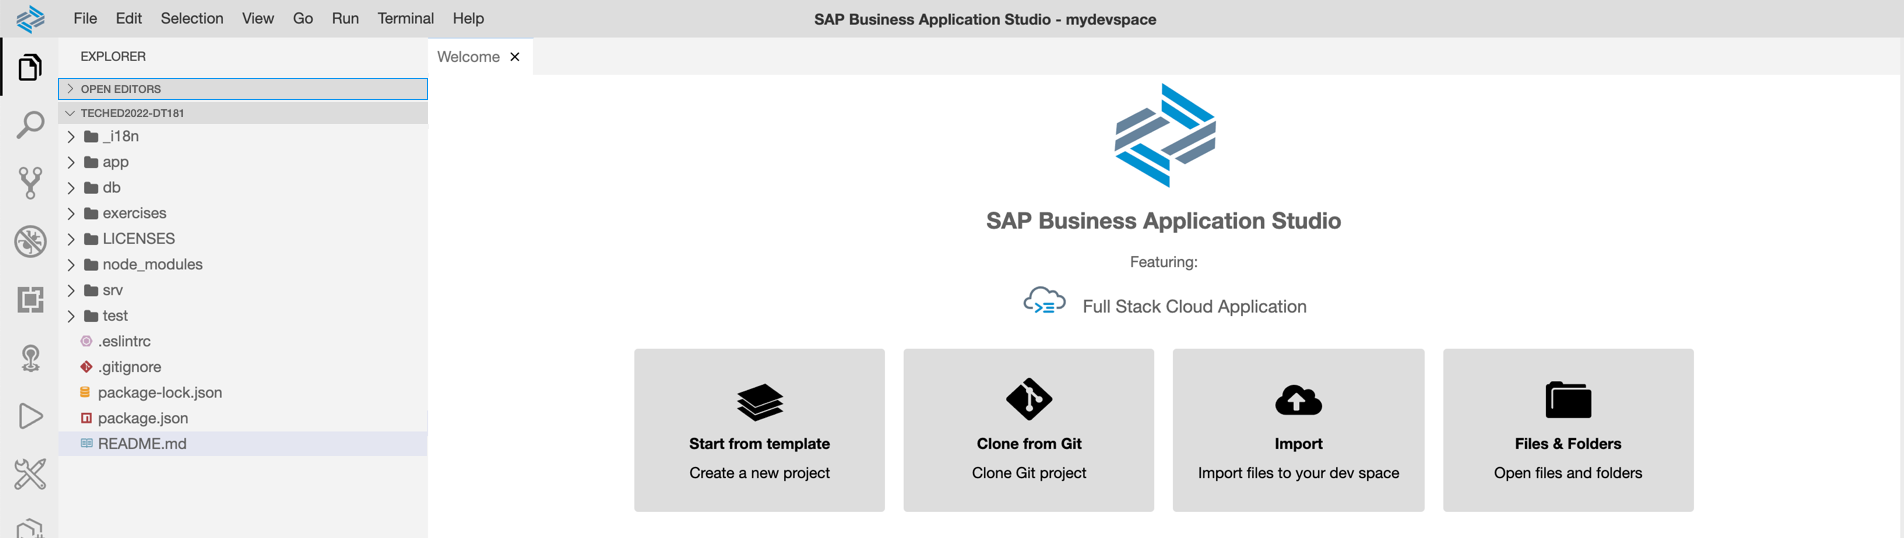 File Edit Selection View Go Run Terminal Help
SAP Business Application Studio - mydevspace
EXPLORER
OPEN EDITORS
TECHED2022-DT181
_i18n
app
db
exercises
LICENSES
node_modules
srv
test
.eslintrc
.gitignore
package-lock.json
package.json
README.md
Welcome
SAP Business Application Studio
Featuring:
Full Stack Cloud Application
Start from template
Create a new project
Clone from Git
Clone Git project
Import
Import files to your dev space
Files & Folders
Open files and folders